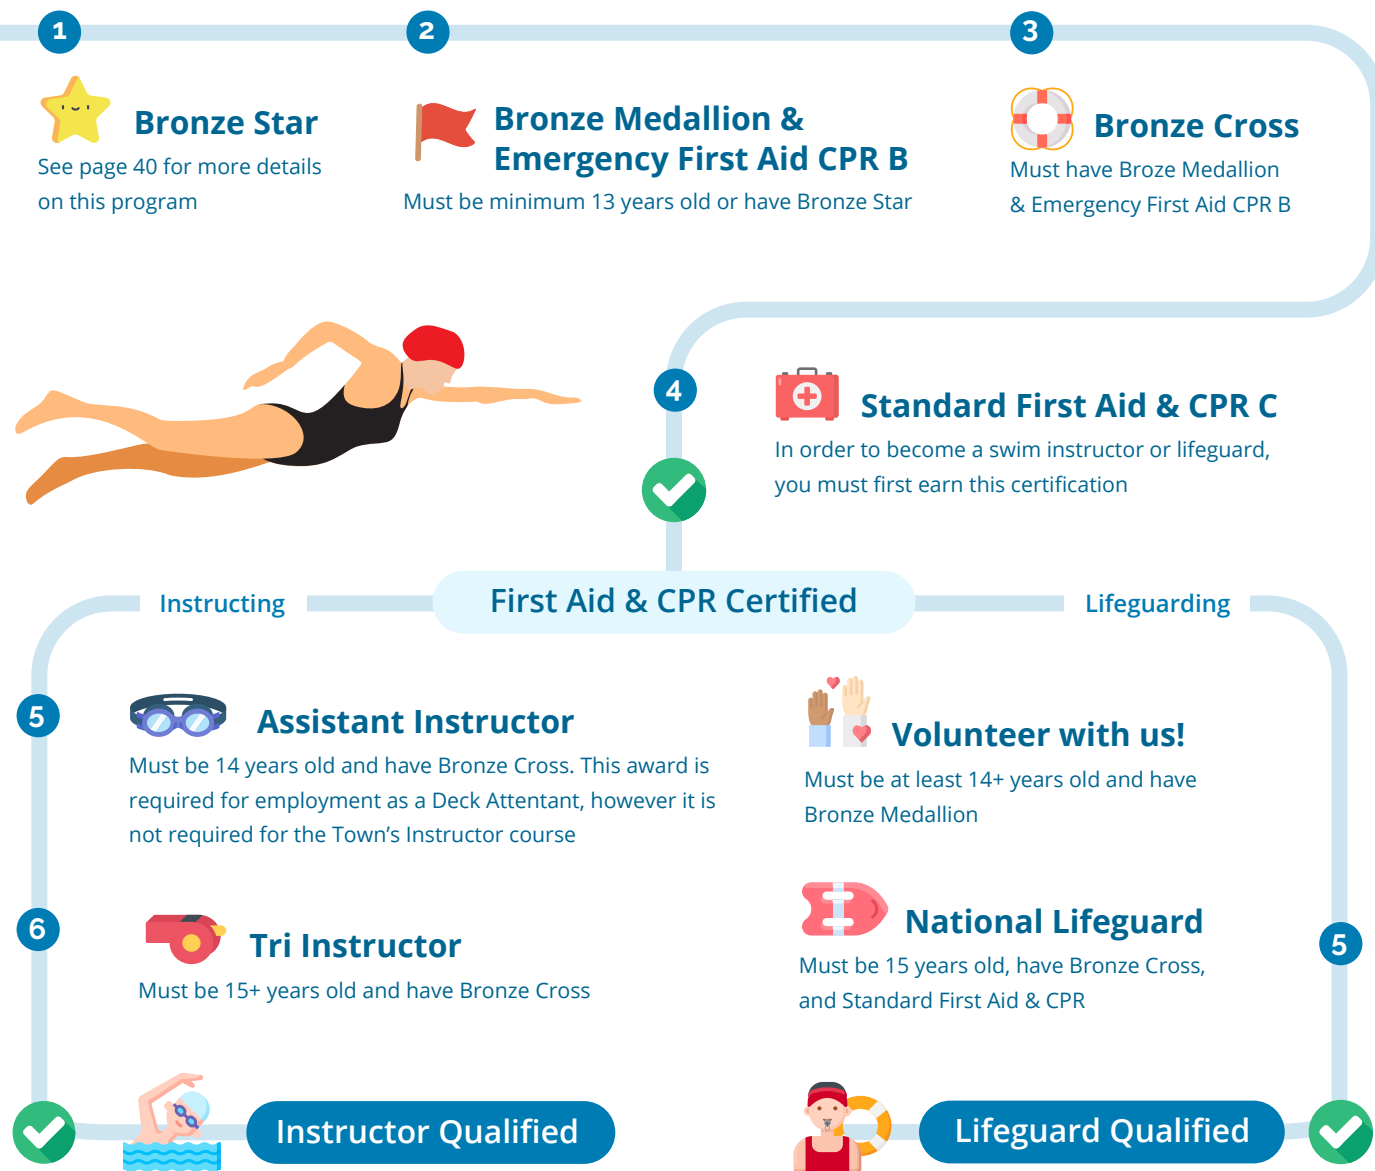 1
Bronze Star
See page 40 for more details
on this program
2
Bronze Medallion &
Emergency First Aid CPR B
Must be minimum 13 years old or have Bronze Star
3
Bronze Cross
Must have Broze Medallion
& Emergency First Aid CPR B
4
Standard First Aid & CPR C
In order to become a swim instructor or lifeguard,
you must first earn this certification
First Aid & CPR Certified
Instructing
5
Assistant Instructor
Must be 14 years old and have Bronze Cross. This award is
required for employment as a Deck Attentant, however it is
not required for the Town's Instructor course
6
Tri Instructor
Must be 15+ years old and have Bronze Cross
Instructor Qualified
Lifeguarding
Volunteer with us!
Must be at least 14+ years old and have
Bronze Medallion
5
National Lifeguard
Must be 15 years old, have Bronze Cross,
and Standard First Aid & CPR
Lifeguard Qualified